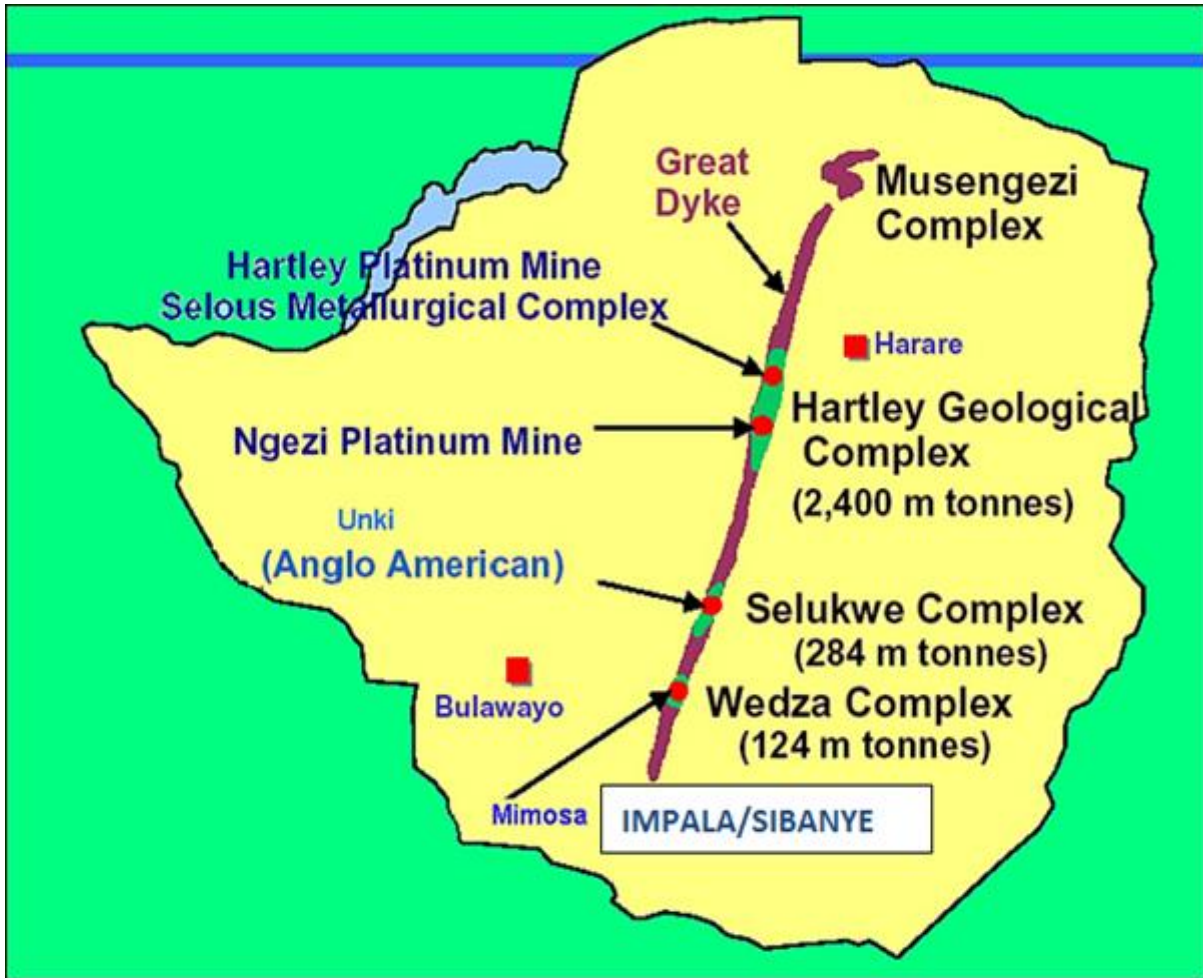 Great
Dyke
Musengezi
Complex
Hartley Platinum Mine
Selous Metallurgical Complex
Harare
Hartley Geological
Complex
(2,400 m tonnes)
Ngezi Platinum Mine
Unki
(Anglo American)
Selukwe Complex
(284 m tonnes)
Bulawayo
Wedza Complex
(124 m tonnes)
Mimosa
IMPALA/SIBANYE